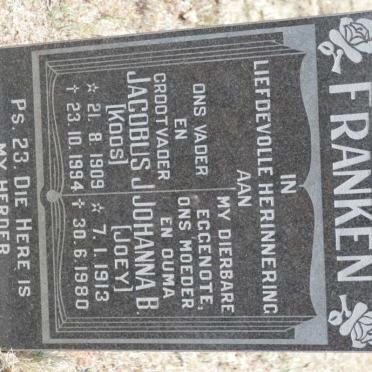 FRANKEN
IN
LIEFDEVOLLE HERINNERING
AAN
ONS VADER
EN
GROOTVADER
JACOBUS J.
[KOOS]
☆ 21. 8. 1909
✝ 23. 10. 1994
MY DIERBARE
EGGENOTE,
ONS MOEDER
EN OUMA
JOHANNA B.
[JOEY]
☆ 7. 1. 1913
✝ 30. 6. 1980
PS. 23 DIE HERE IS
MY HERDER